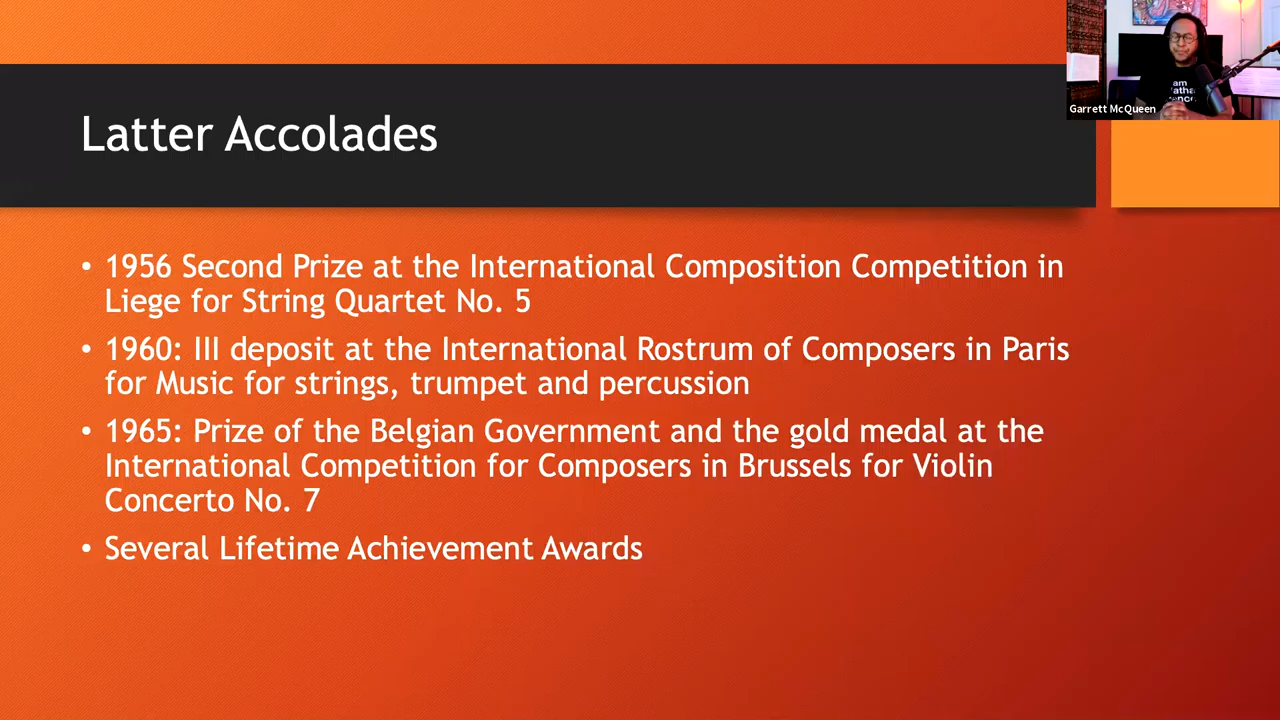 Latter Accolades
• 1956 Second Prize at the International Composition Competition in
Liege for String Quartet No. 5
• 1960: III deposit at the International Rostrum of Composers in Paris
for Music for strings, trumpet and percussion
• 1965: Prize of the Belgian Government and the gold medal at the
International Competition for Composers in Brussels for Violin
Concerto No. 7
• Several Lifetime Achievement Awards
Garrett McQueen
am